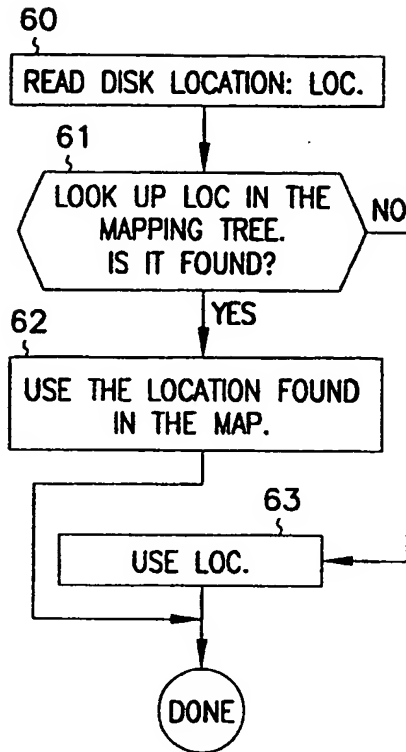 60
READ DISK LOCATION: LOC.
61
LOOK UP LOC IN THE
MAPPING TREE.
IS IT FOUND?
NO
YES
62
USE THE LOCATION FOUND
IN THE MAP.
63
USE LOC.
DONE